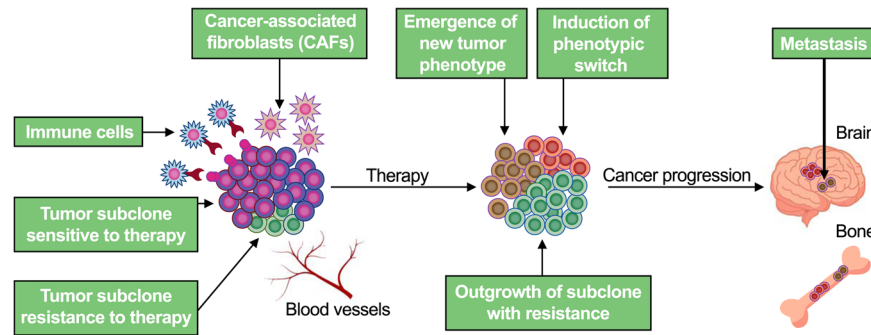 Cancer-associated
fibroblasts (CAFs)
Emergence of
new tumor
phenotype
Induction of
phenotypic
switch
Metastasis
Immune cells
Brain
Therapy
Cancer progression
Tumor subclone
sensitive to therapy
Bone
Tumor subclone
resistance to therapy
Blood vessels
Outgrowth of subclone
with resistance